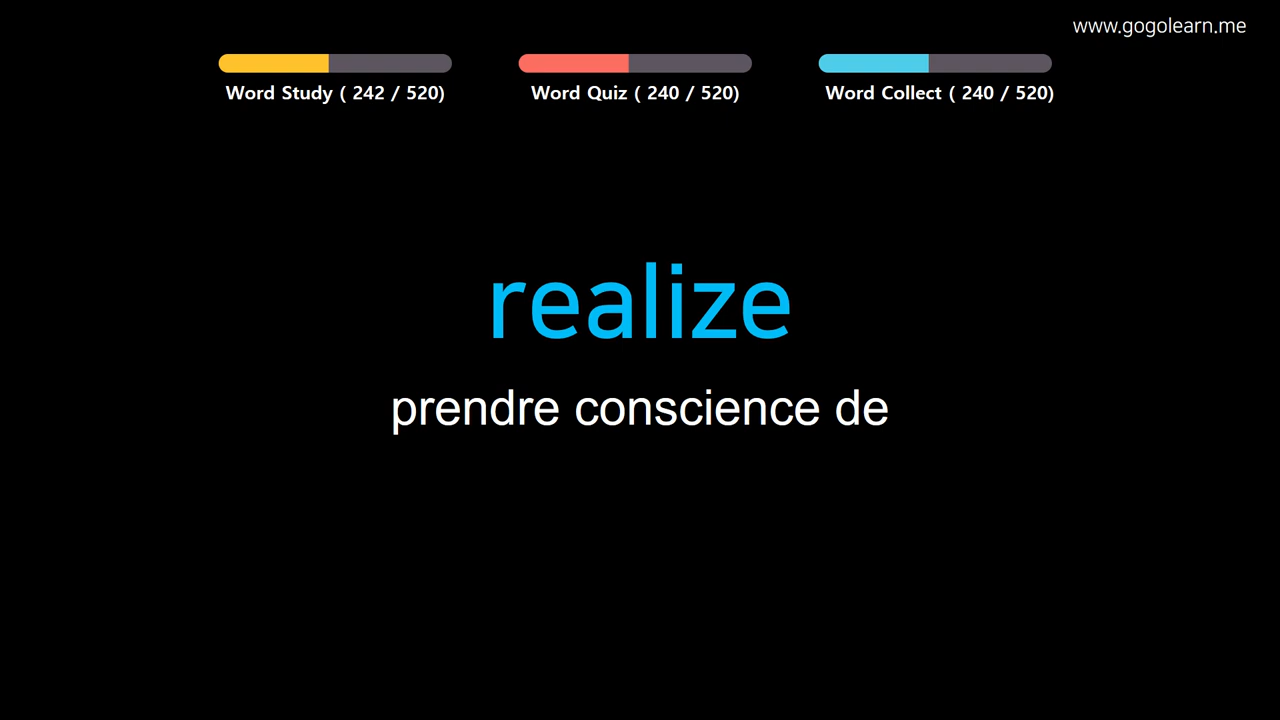 www.gogolearn.me
Word Study ( 242 / 520)
Word Quiz ( 240 / 520)
Word Collect ( 240 / 520)
realize
prendre conscience de